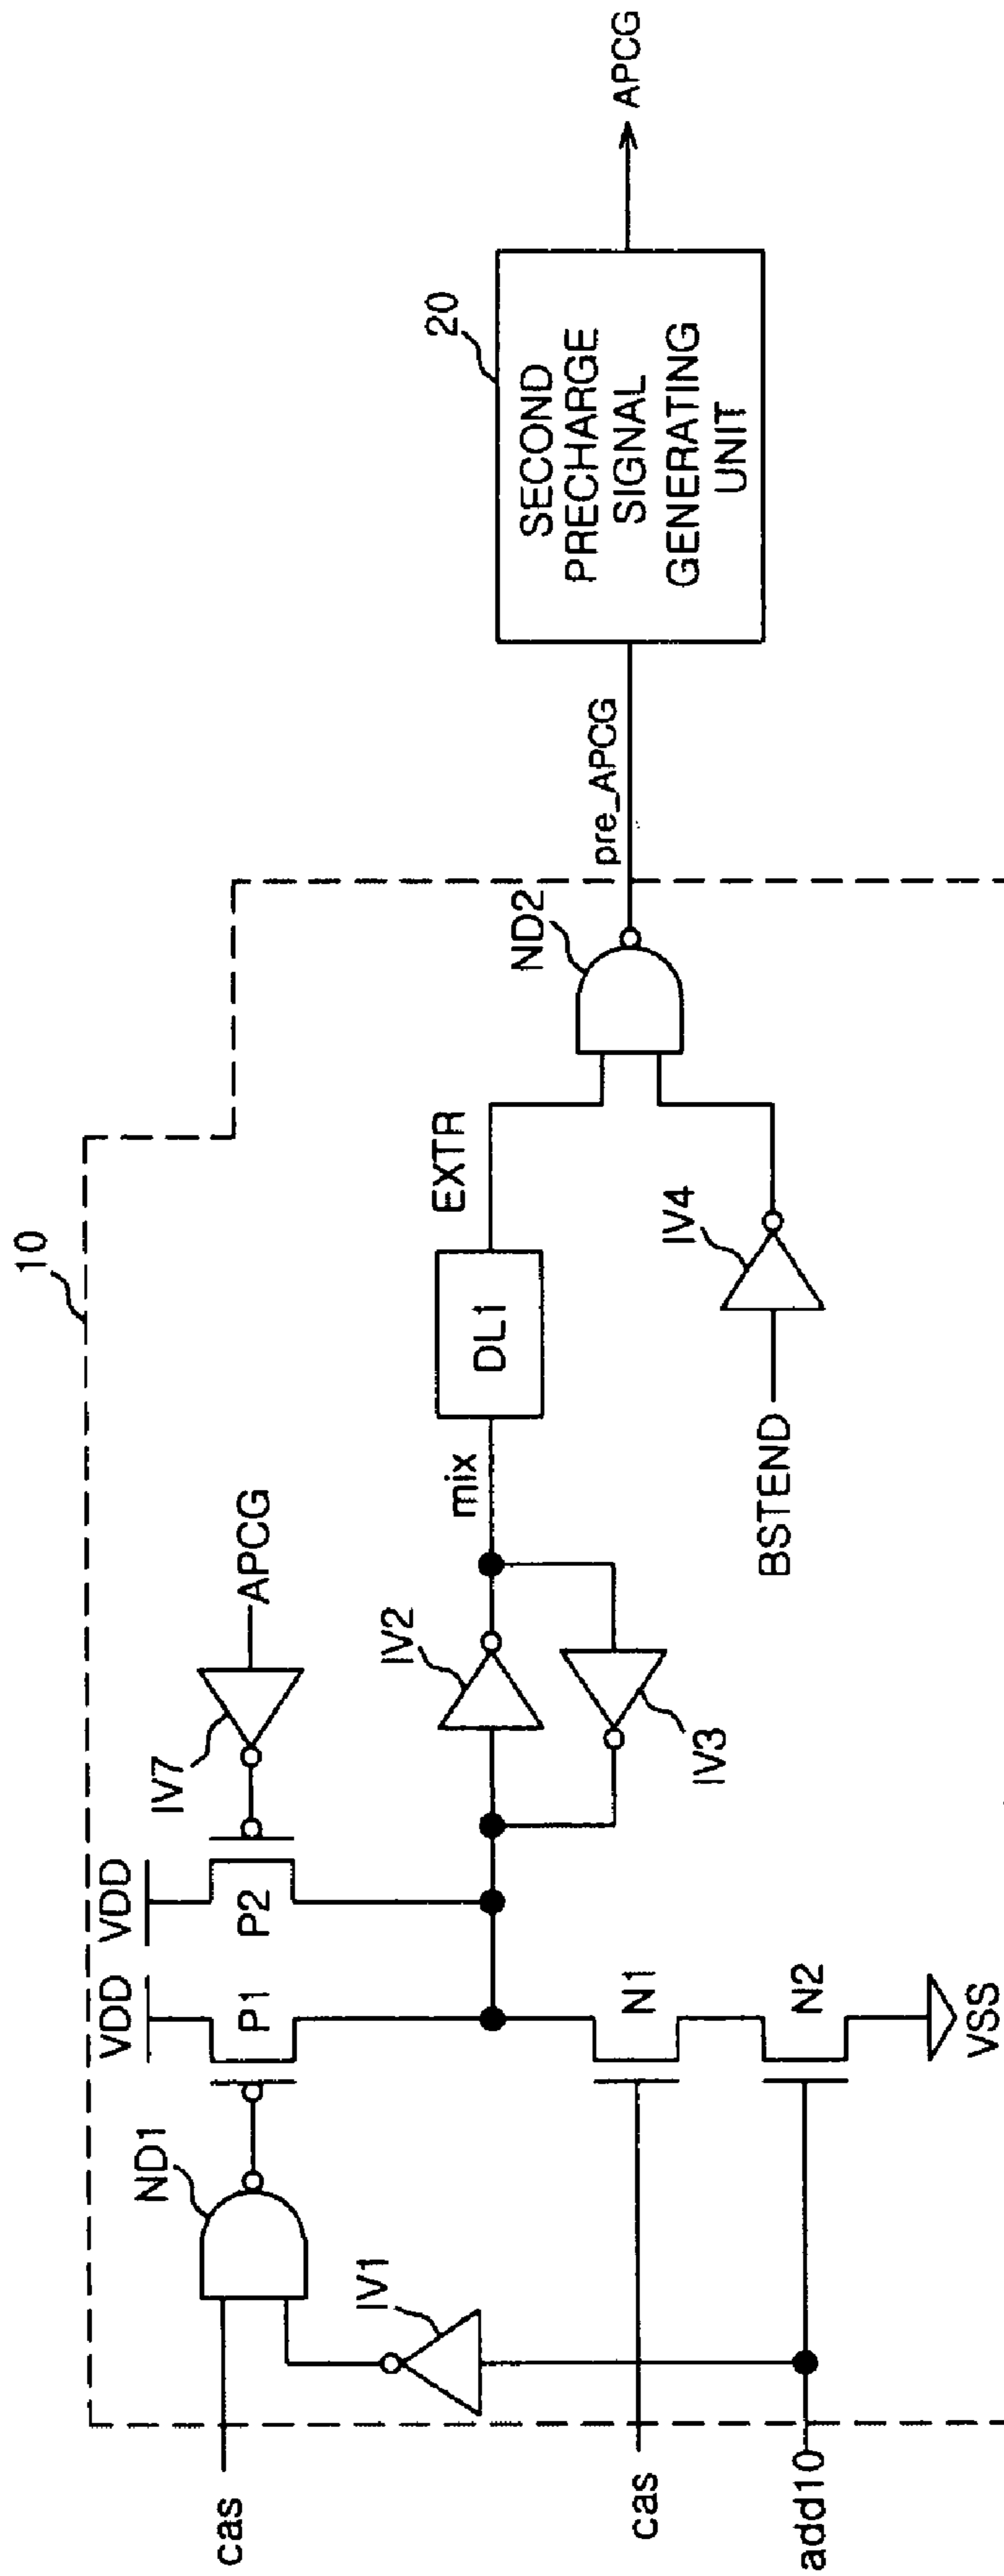 10
VDD
VDD
IV7
APCG
ND1
P1
P2
cas
IV1
IV2
mix
DL1
EXTR
ND2
pre_APCG
20
SECOND
PRECHARGE
SIGNAL
GENERATING
UNIT
APCG
IV3
cas
N1
BSTEND
IV4
add10
N2
VSS